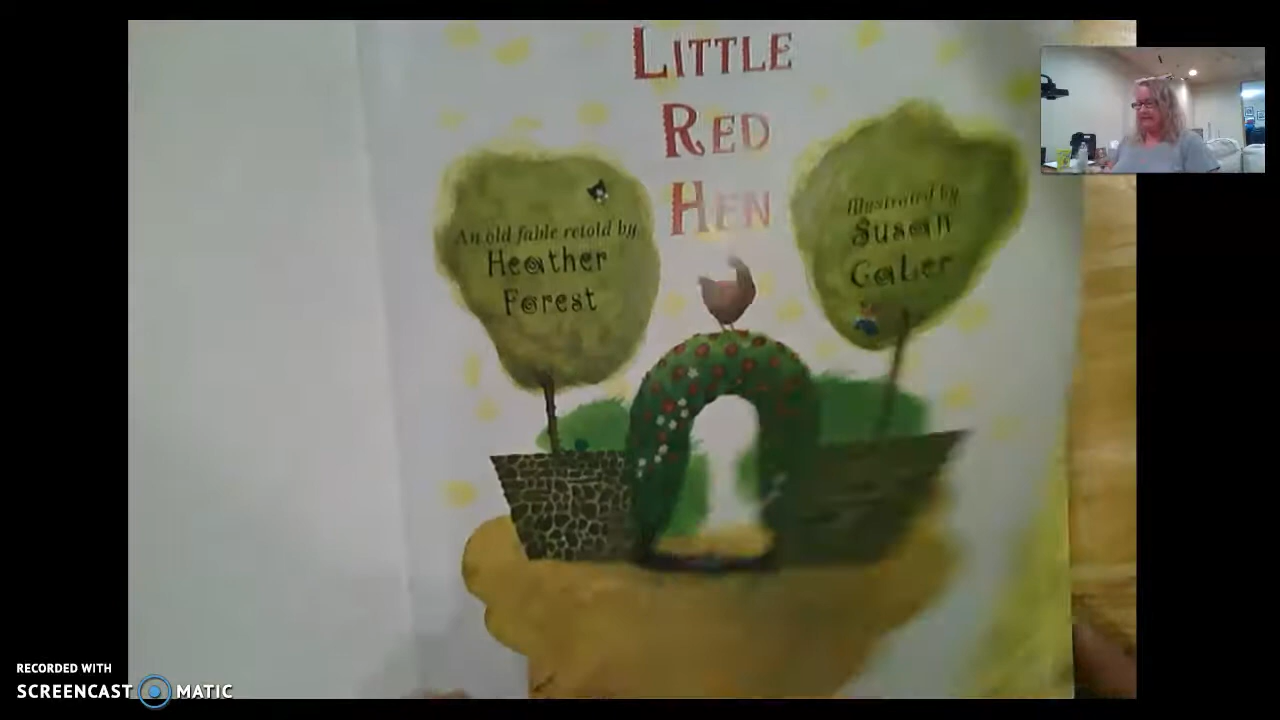 LITTLE
RED
HEN
An old fable retold by
Heather
Forest
Illustrated by
Susan
Gaber
RECORDED WITH
SCREENCAST MATIC